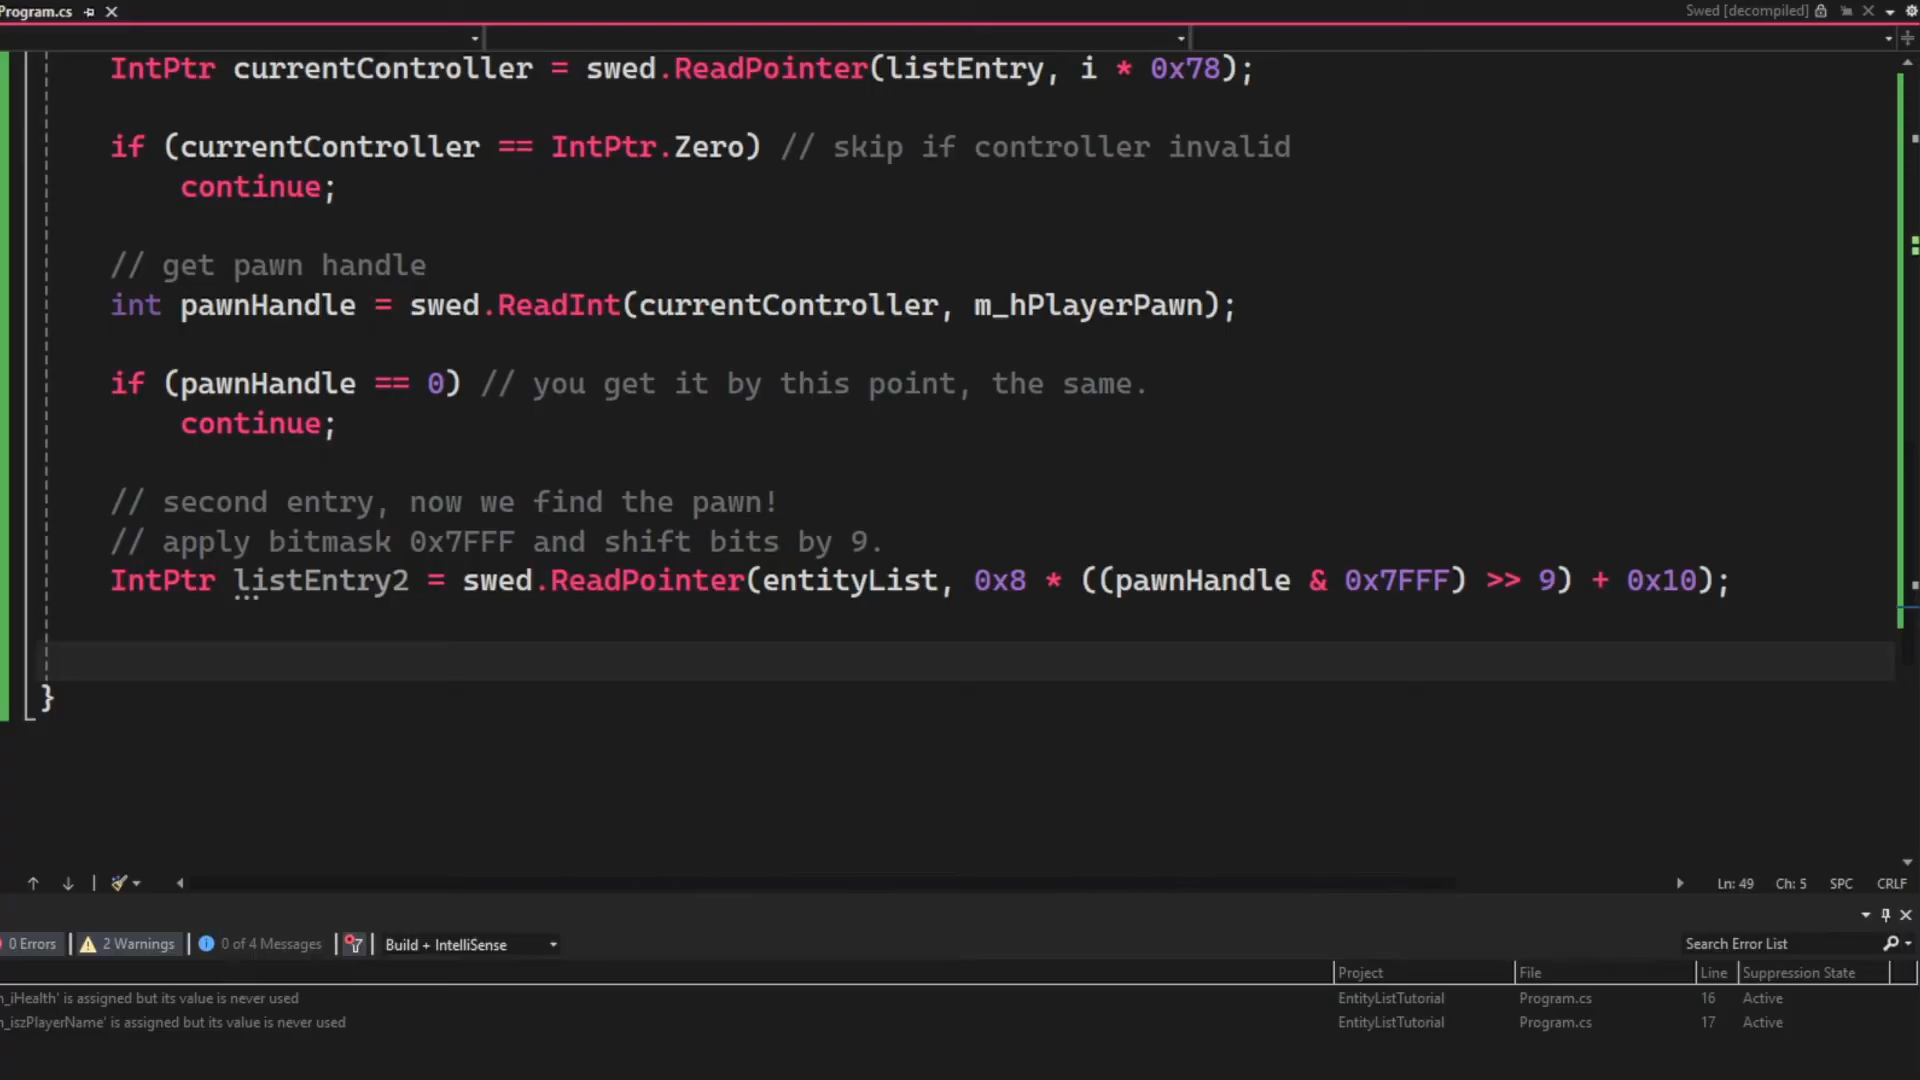 Program.cs
Swed [decompiled]
IntPtr currentController = swed.ReadPointer(listEntry, i * 0x78);
if (currentController == IntPtr.Zero) // skip if controller invalid
continue;
// get pawn handle
int pawnHandle = swed.ReadInt(currentController, m_hPlayerPawn);
if (pawnHandle == 0) // you get it by this point, the same.
continue;
// second entry, now we find the pawn!
// apply bitmask 0x7FFF and shift bits by 9.
IntPtr listEntry2 = swed.ReadPointer(entityList, 0x8 * ((pawnHandle & 0x7FFF) >> 9) + 0x10);
}
Ln: 49 Ch: 5 SPC CRLF
0 Errors 2 Warnings 0 of 4 Messages Build + IntelliSense Search Error List
Project File Line Suppression State
_iHealth' is assigned but its value is never used EntityListTutorial Program.cs 16 Active
_iszPlayerName' is assigned but its value is never used EntityListTutorial Program.cs 17 Active